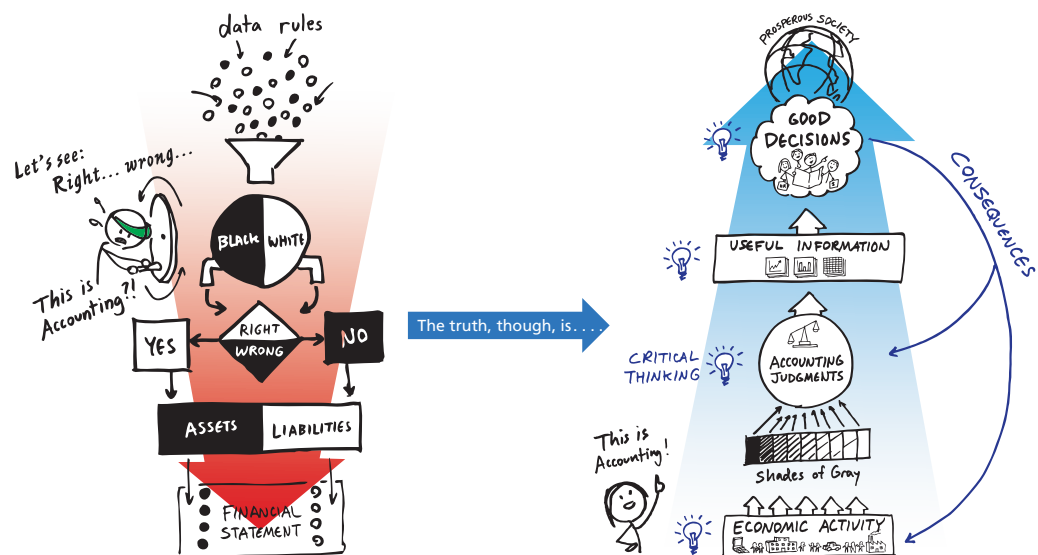 data rules
Let's see:
Right... wrong...
This is
Accounting?!
BLACK WHITE
RIGHT
WRONG
YES
NO
ASSETS LIABILITIES
FINANCIAL
STATEMENT
The truth, though, is....
PROSPEROUS SOCIETY
GOOD
DECISIONS
CONSEQUENCES
USEFUL INFORMATION
CRITICAL
THINKING
ACCOUNTING
JUDGMENTS
Shades of Gray
This is
Accounting!
ECONOMIC ACTIVITY